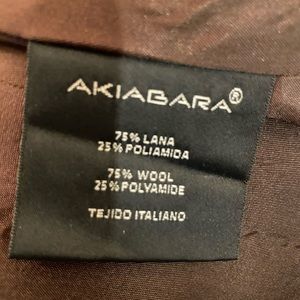 AKIABARA®
75% LANA
25% POLIAMIDA
75% WOOL
25% POLYAMIDE
TEJIDO ITALIANO